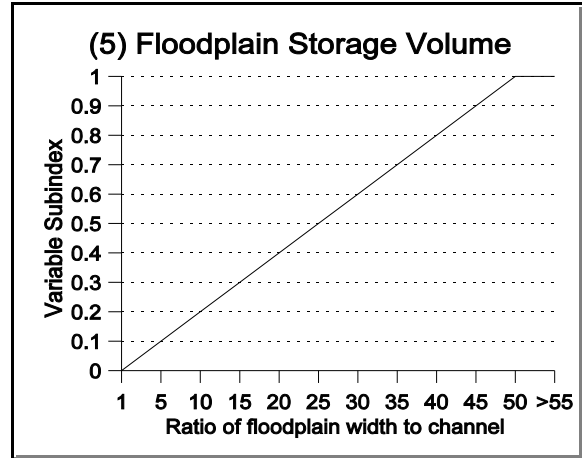 (5) Floodplain Storage Volume
Variable Subindex
1
0.9
0.8
0.7
0.6
0.5
0.4
0.3
0.2
0.1
0
1 5 10 15 20 25 30 35 40 45 50 >55
Ratio of floodplain width to channel